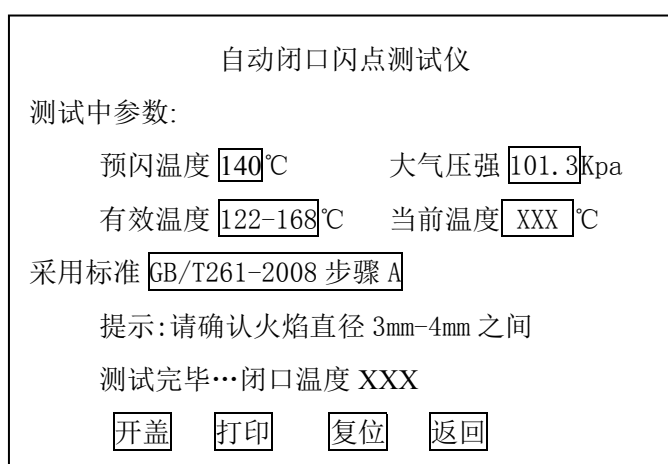 自动闭口闪点测试仪
测试中参数:
预闪温度 140℃ 大气压强 101.3Kpa
有效温度 122-168℃ 当前温度 XXX ℃
采用标准 GB/T261-2008 步骤 A
提示:请确认火焰直径 3mm-4mm 之间
测试完毕…闭口温度 XXX
开盖 打印 复位 返回